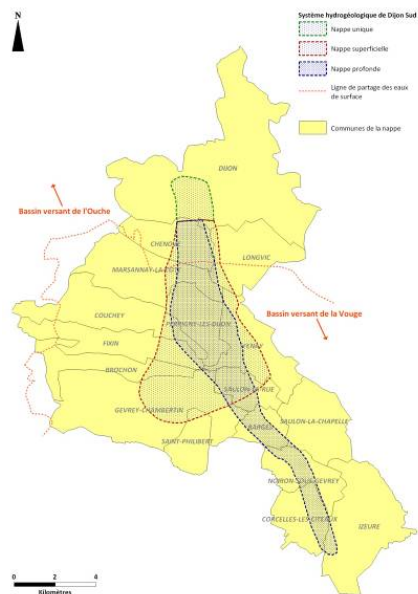 N
Système hydrogéologique de Dijon Sud
Nappe unique
Nappe superficielle
Nappe profonde
Ligne de partage des eaux
de surface
Communes de la nappe
DIJON
Bassin versant de l'Ouche
CHENOVE
LONGVIC
MARSANNAY-LA-COTE
Bassin versant de la Vouge
COUCHEY
PERRIGNY-LES-DIJON
FIXIN
FENAY
BROCHON
SAULON-LA-RUE
GEVREY-CHAMBERTIN
SAULON-LA-CHAPELLE
BARGES
SAINT-PHILIBERT
NOIRON-SOUS-GEVREY
CORCELLES-LES-CITEAUX
IZEURE
0 2 4
Kilomètres